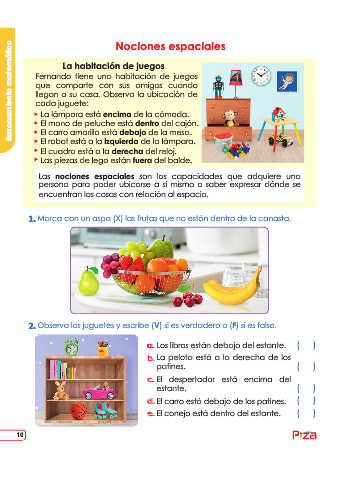 Razonamiento matemático
Nociones espaciales
La habitación de juegos
Fernando tiene una habitación de juegos
que comparte con sus amigos cuando
llegan a su casa. Observa la ubicación de
cada juguete:
• La lámpara está encima de la cómoda.
• El mono de peluche está dentro del cajón.
• El carro amarillo está debajo de la mesa.
• El robot está a la izquierda de la lámpara.
• El cuadro está a la derecha del reloj.
• Las piezas de lego están fuera del balde.
Las nociones espaciales son las capacidades que adquiere una
persona para poder ubicarse a sí misma o saber expresar dónde se
encuentran las cosas con relación al espacio.
1. Marca con un aspa (X) las frutas que no están dentro de la canasta.
2. Observa los juguetes y escribe (V) si es verdadero o (F) si es falso.
a. Los libros están debajo del estante. ( )
b. La pelota está a la derecha de los
patines. ( )
c. El despertador está encima del
estante. ( )
d. El carro está debajo de los patines. ( )
e. El conejo está dentro del estante. ( )
16
Piza